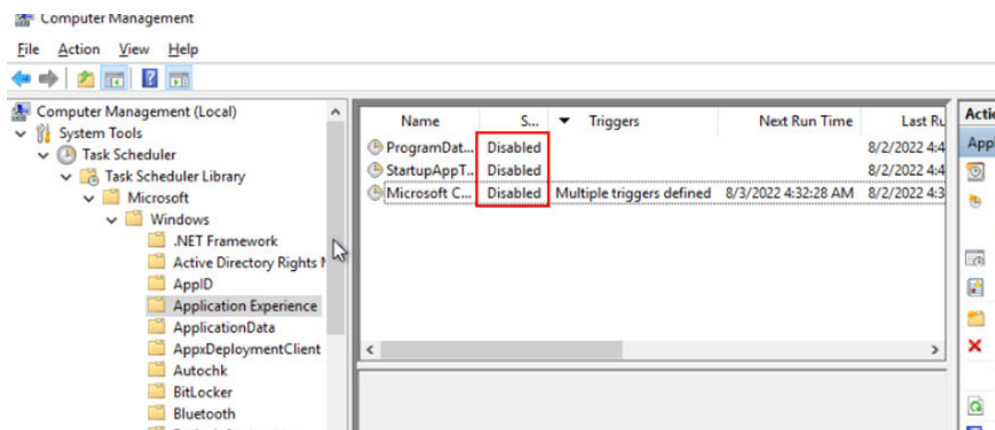 Computer Management
File Action View Help
Computer Management (Local)
System Tools
Task Scheduler
Task Scheduler Library
Microsoft
Windows
.NET Framework
Active Directory Rights M
AppID
Application Experience
ApplicationData
AppxDeploymentClient
Autochk
BitLocker
Bluetooth
Name S... Triggers Next Run Time Last Ru
ProgramDat... Disabled 8/2/2022 4:4
StartupAppT... Disabled 8/2/2022 4:4
Microsoft C... Disabled Multiple triggers defined 8/3/2022 4:32:28 AM 8/2/2022 4:3
Actio
Appl